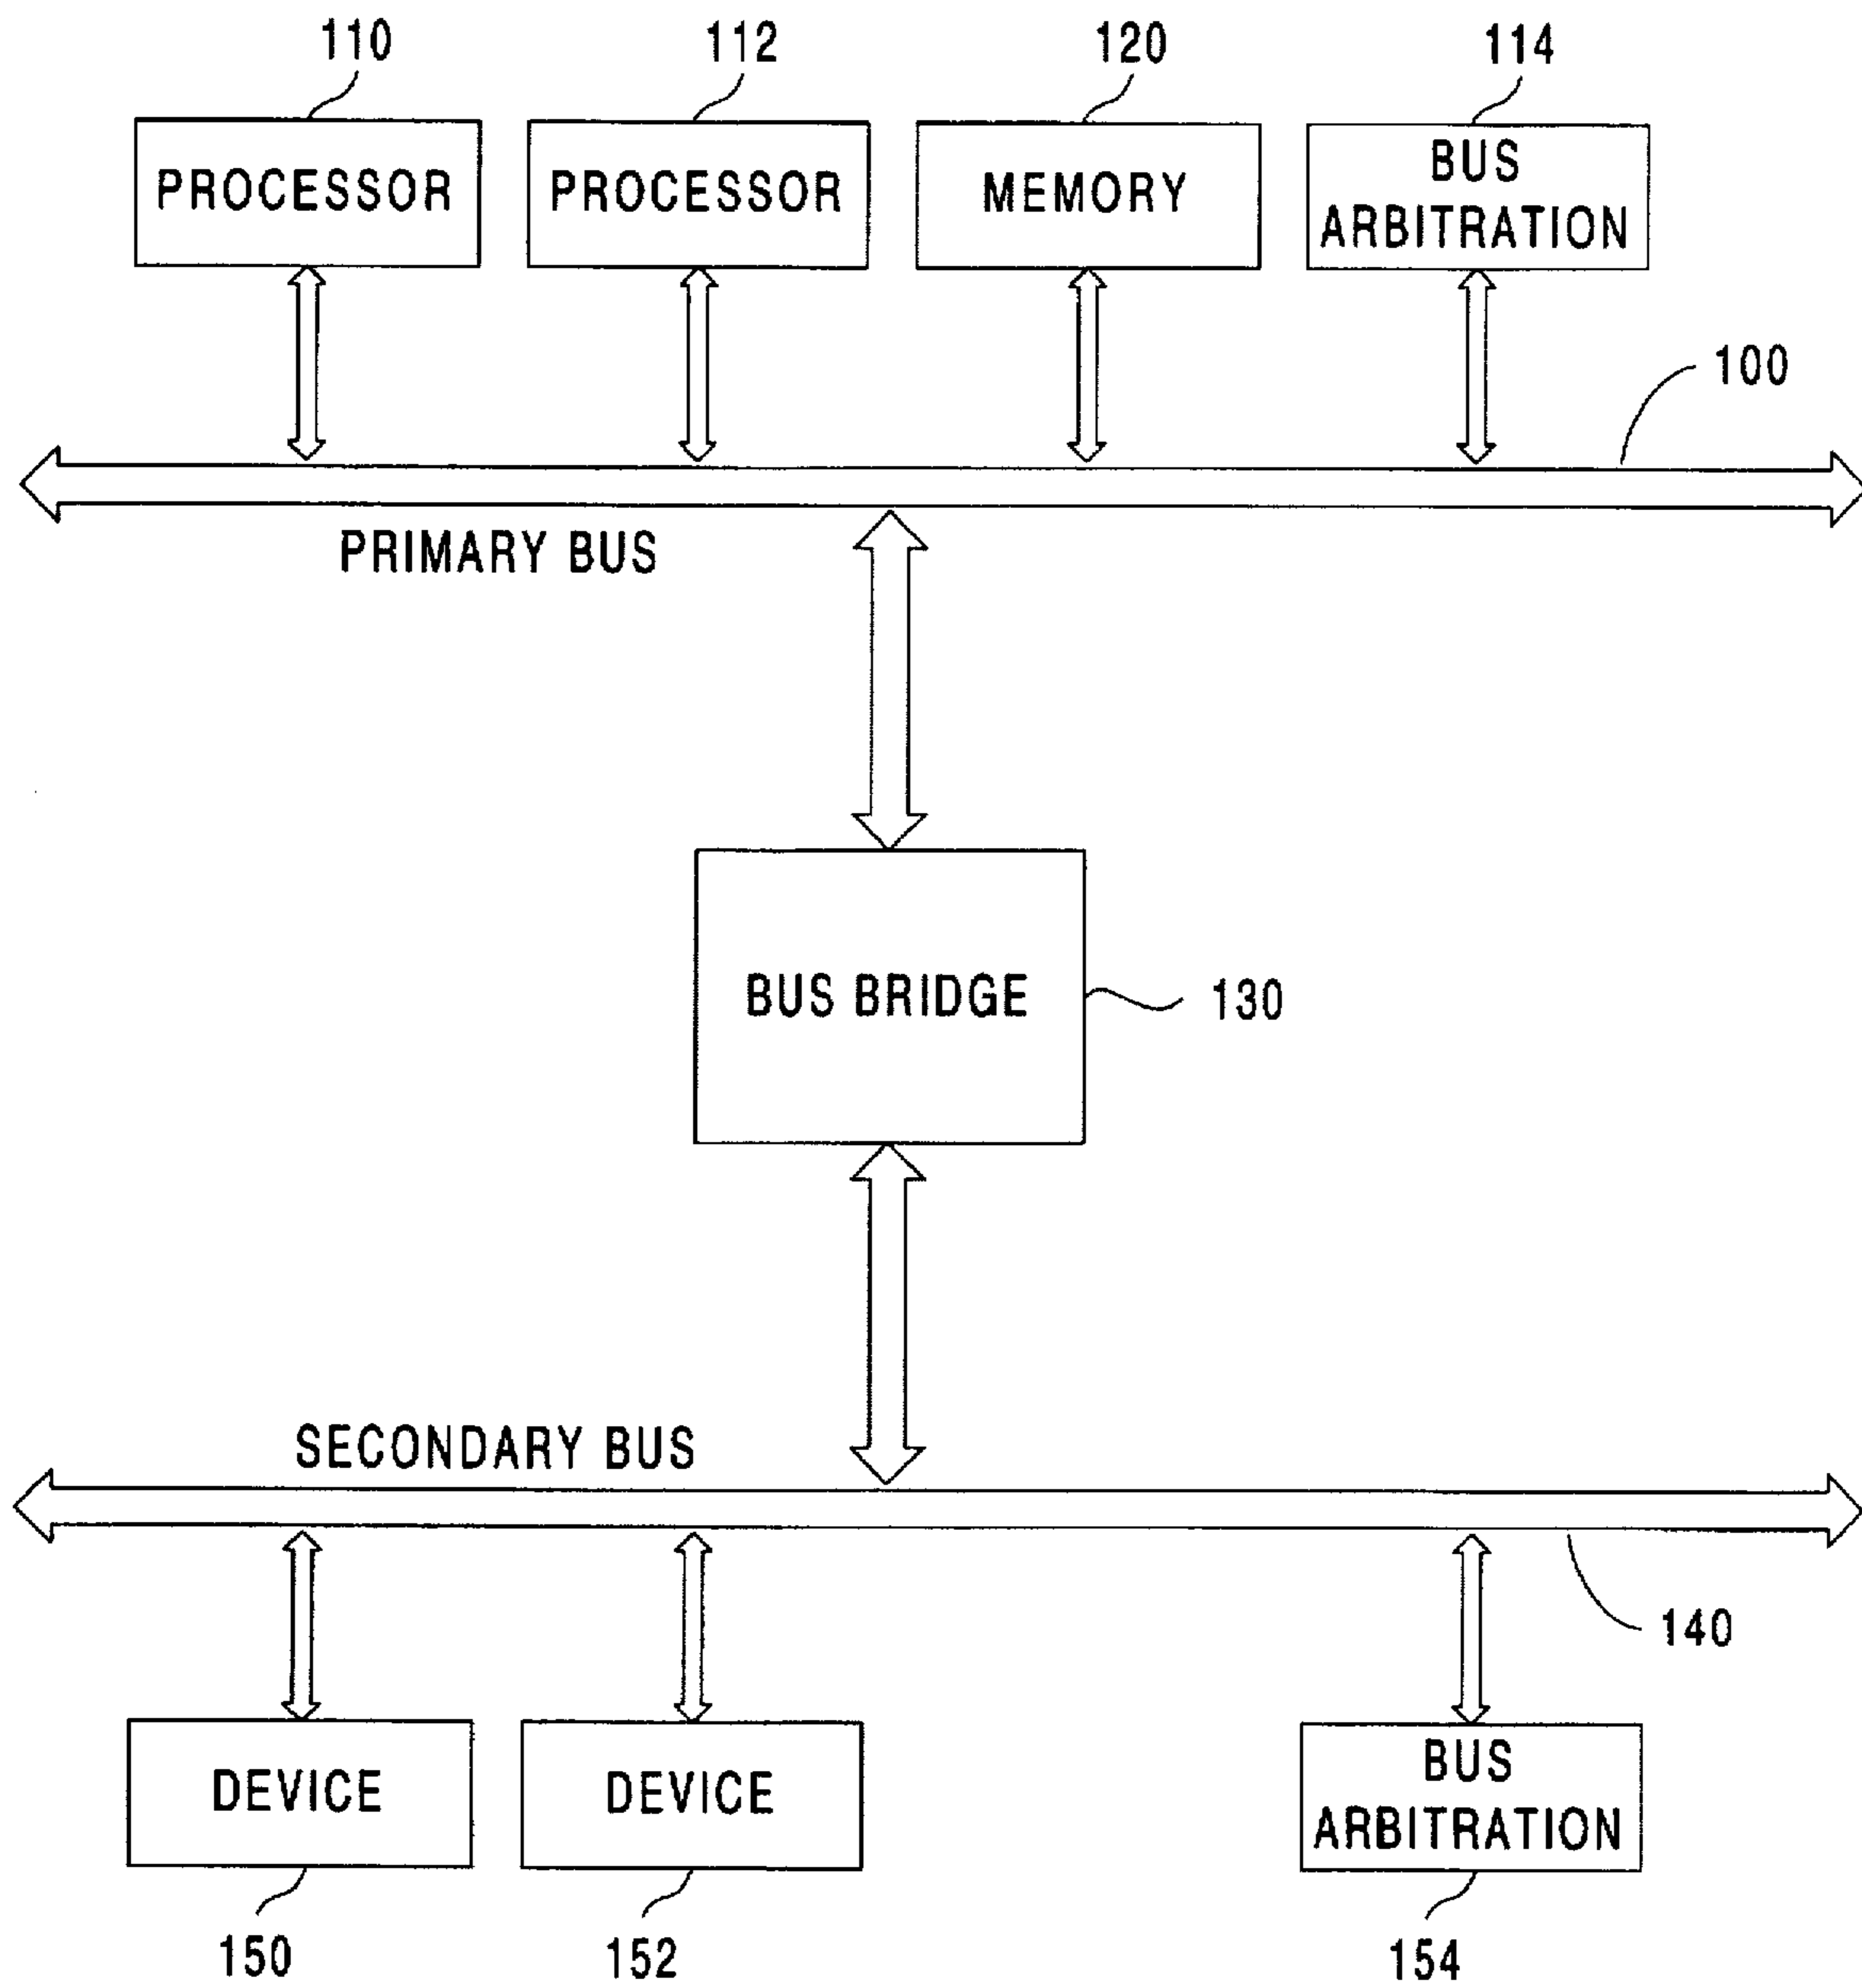 110
112
120
114
PROCESSOR
PROCESSOR
MEMORY
BUS
ARBITRATION
100
PRIMARY BUS
BUS BRIDGE
130
SECONDARY BUS
140
DEVICE
DEVICE
BUS
ARBITRATION
150
152
154